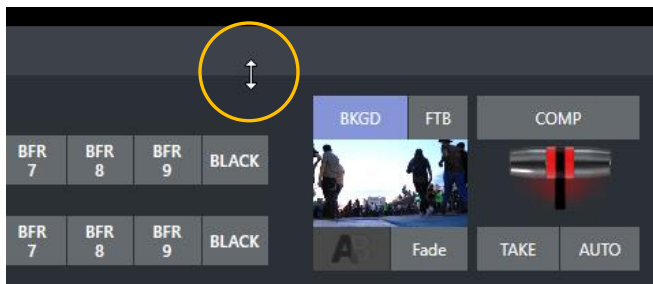 BKGD FTB COMP
BFR 7 BFR 8 BFR 9 BLACK
BFR 7 BFR 8 BFR 9 BLACK
AB Fade TAKE AUTO